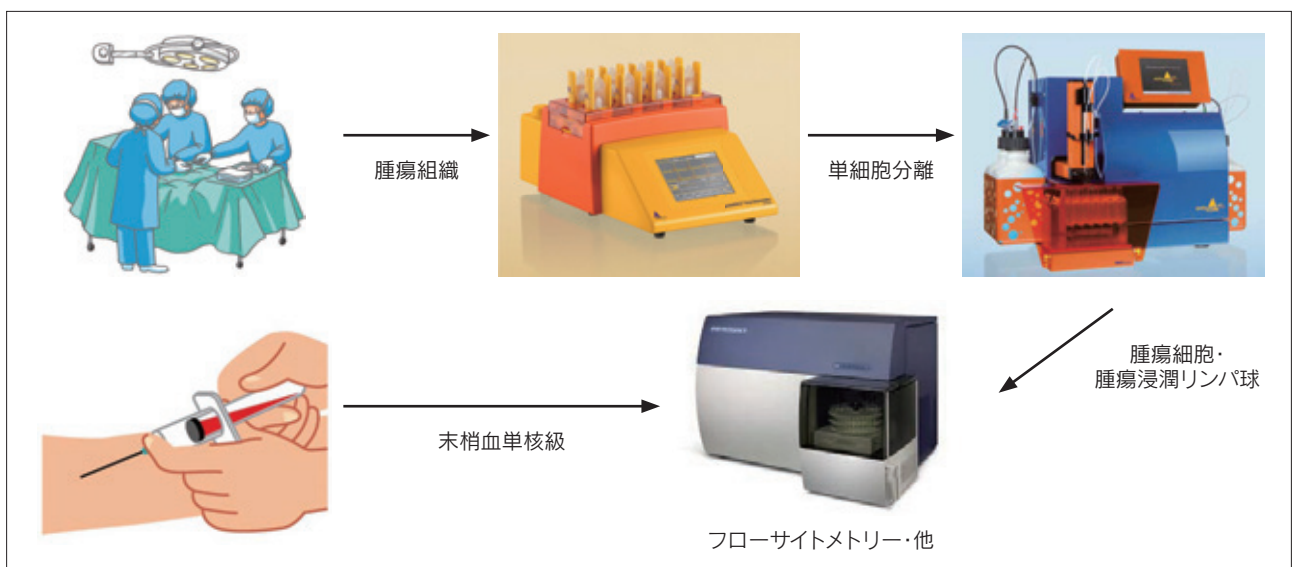 腫瘍組織
単細胞分離
腫瘍細胞・
腫瘍浸潤リンパ球
末梢血単核級
フローサイトメトリー・他